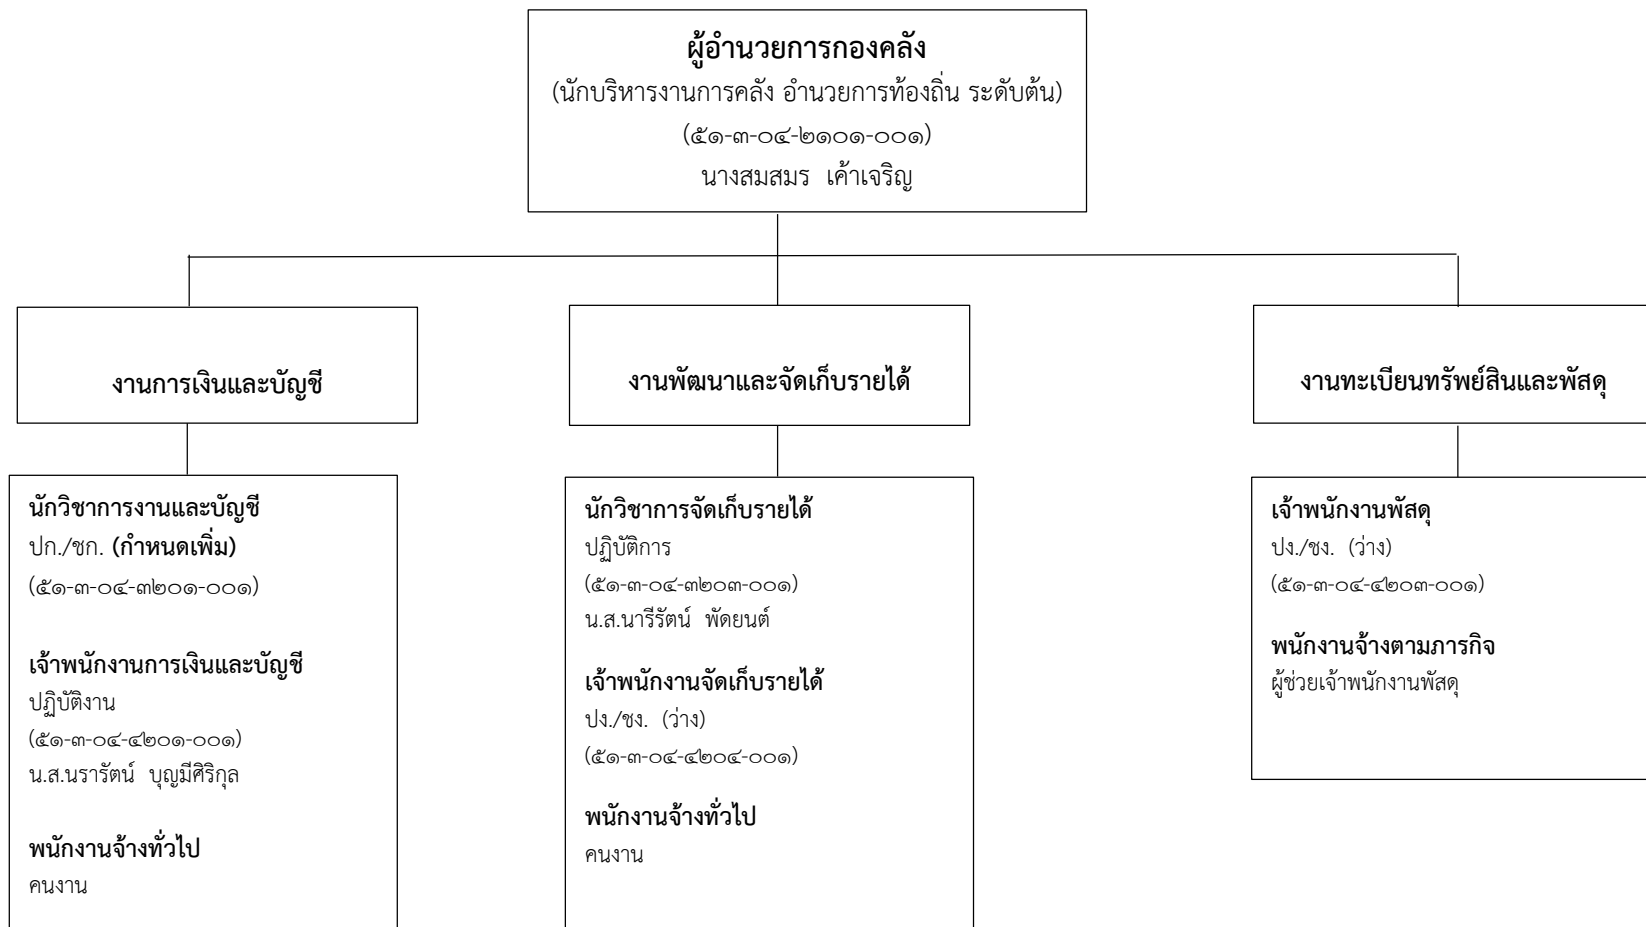 ผู้อำนวยการกองคลัง
(นักบริหารงานการคลัง อำนวยการท้องถิ่น ระดับต้น)
(๕๑-๓-๐๔-๒๑๐๑-๐๐๑)
นางสมสมร เค้าเจริญ
งานการเงินและบัญชี
งานพัฒนาและจัดเก็บรายได้
งานทะเบียนทรัพย์สินและพัสดุ
นักวิชาการงานและบัญชี
ปก./ชก. (กำหนดเพิ่ม)
(๕๑-๓-๐๔-๓๒๐๑-๐๐๑)
เจ้าพนักงานการเงินและบัญชี
ปฏิบัติงาน
(๕๑-๓-๐๔-๔๒๐๑-๐๐๑)
น.ส.นรารัตน์ บุญมีศิริกุล
พนักงานจ้างทั่วไป
คนงาน
นักวิชาการจัดเก็บรายได้
ปฏิบัติการ
(๕๑-๓-๐๔-๓๒๐๓-๐๐๑)
น.ส.นารีรัตน์ พัดยนต์
เจ้าพนักงานจัดเก็บรายได้
ปง./ชง. (ว่าง)
(๕๑-๓-๐๔-๔๒๐๔-๐๐๑)
พนักงานจ้างทั่วไป
คนงาน
เจ้าพนักงานพัสดุ
ปง./ชง. (ว่าง)
(๕๑-๓-๐๔-๔๒๐๓-๐๐๑)
พนักงานจ้างตามภารกิจ
ผู้ช่วยเจ้าพนักงานพัสดุ